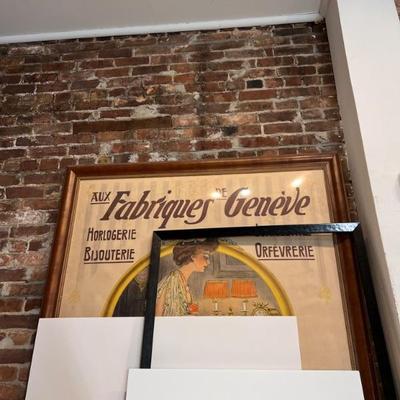 AUX Fabriques DE Genève
HORLOGERIE
BIJOUTERIE
ORFÈVRERIE